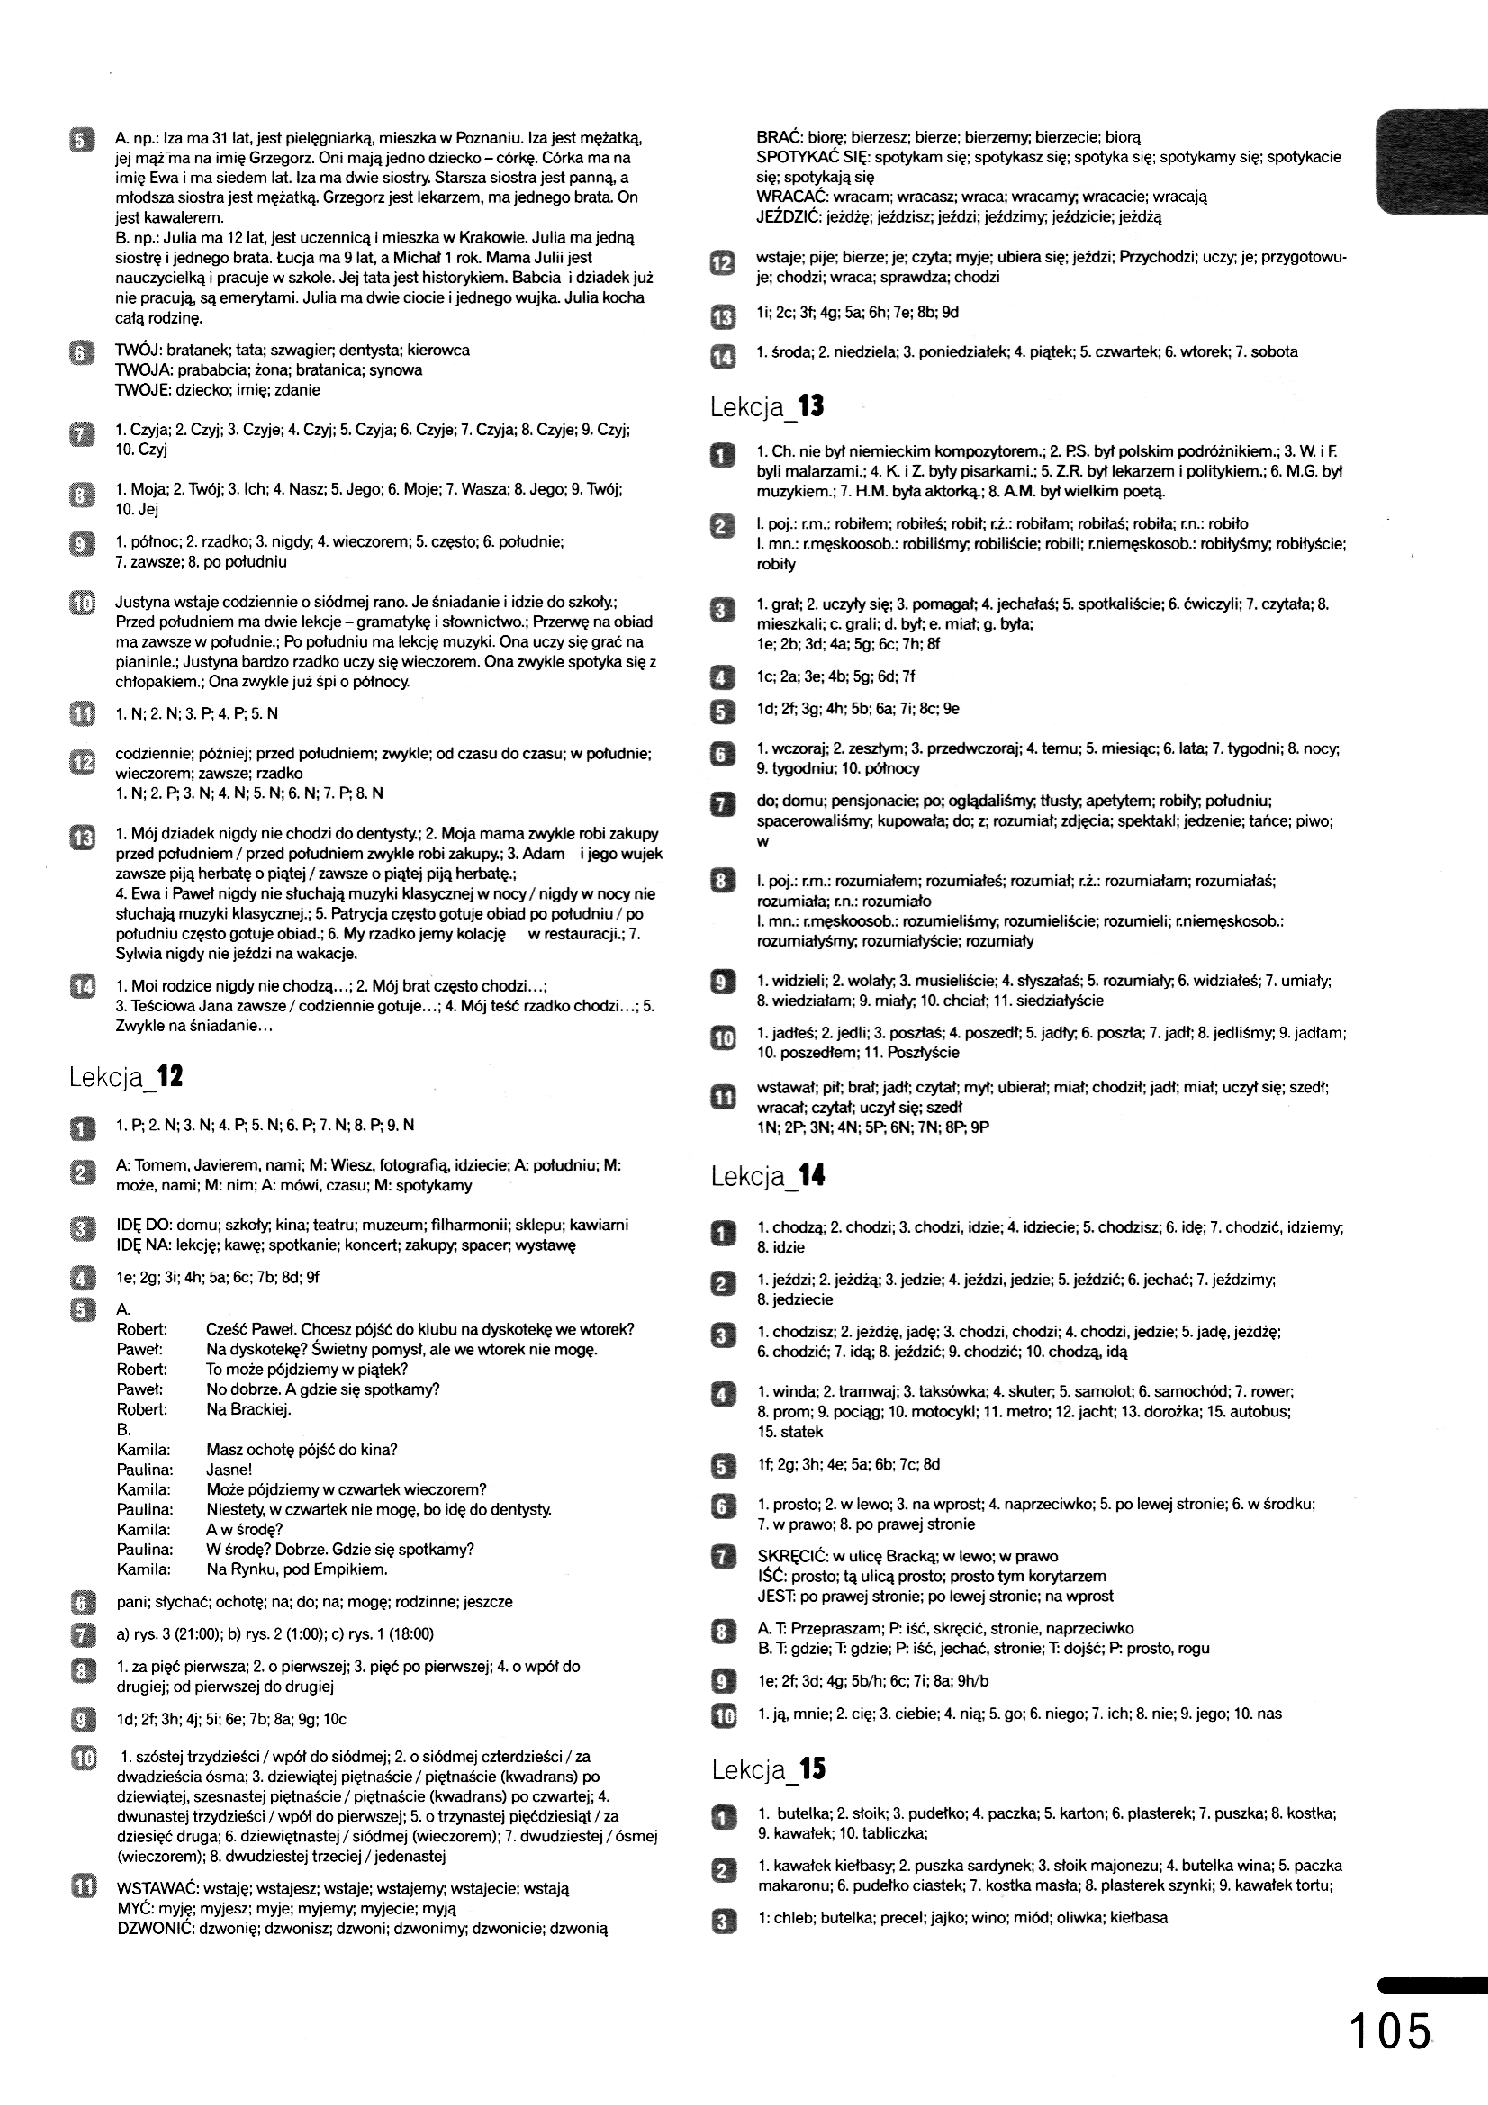 5 A. np.: Iza ma 31 lat, jest pielęgniarką, mieszka w Poznaniu. Iza jest mężatką,
jej mąż ma na imię Grzegorz. Oni mają jedno dziecko – córkę. Córka ma na
imię Ewa i ma siedem lat. Iza ma dwie siostry. Starsza siostra jest panną, a
młodsza siostra jest mężatką. Grzegorz jest lekarzem, ma jednego brata. On
jest kawalerem.
B. np.: Julia ma 12 lat, jest uczennicą i mieszka w Krakowie. Julia ma jedną
siostrę i jednego brata. Łucja ma 9 lat, a Michał 1 rok. Mama Julii jest
nauczycielką i pracuje w szkole. Jej tata jest historykiem. Babcia i dziadek już
nie pracują, są emerytami. Julia ma dwie ciocie i jednego wujka. Julia kocha
całą rodzinę.
6 TWÓJ: bratanek; tata; szwagier; dentysta; kierowca
TWOJA: prababcia; żona; bratanica; synowa
TWOJE: dziecko; imię; zdanie
7 1. Czyja; 2. Czyj; 3. Czyje; 4. Czyj; 5. Czyja; 6. Czyje; 7. Czyja; 8. Czyje; 9. Czyj;
10. Czyj
8 1. Moja; 2. Twój; 3. Ich; 4. Nasz; 5. Jego; 6. Moje; 7. Wasza; 8. Jego; 9. Twój;
10. Jej
9 1. północ; 2. rzadko; 3. nigdy; 4. wieczorem; 5. często; 6. południe;
7. zawsze; 8. po południu
10 Justyna wstaje codziennie o siódmej rano. Je śniadanie i idzie do szkoły.;
Przed południem ma dwie lekcje – gramatykę i słownictwo.; Przerwę na obiad
ma zawsze w południe.; Po południu ma lekcję muzyki. Ona uczy się grać na
pianinie.; Justyna bardzo rzadko uczy się wieczorem. Ona zwykle spotyka się z
chłopakiem.; Ona zwykle już śpi o północy.
11 1. N; 2. N; 3. P; 4. P; 5. N
12 codziennie; później; przed południem; zwykle; od czasu do czasu; w południe;
wieczorem; zawsze; rzadko
1. N; 2. P; 3. N; 4. N; 5. N; 6. N; 7. P; 8. N
13 1. Mój dziadek nigdy nie chodzi do dentysty.; 2. Moja mama zwykle robi zakupy
przed południem / przed południem zwykle robi zakupy.; 3. Adam i jego wujek
zawsze piją herbatę o piątej / zawsze o piątej piją herbatę.;
4. Ewa i Paweł nigdy nie słuchają muzyki klasycznej w nocy / nigdy w nocy nie
słuchają muzyki klasycznej.; 5. Patrycja często gotuje obiad po południu / po
południu często gotuje obiad.; 6. My rzadko jemy kolację w restauracji.; 7.
Sylwia nigdy nie jeździ na wakacje.
14 1. Moi rodzice nigdy nie chodzą...; 2. Mój brat często chodzi...;
3. Teściowa Jana zawsze / codziennie gotuje...; 4. Mój teść rzadko chodzi...; 5.
Zwykle na śniadanie...
Lekcja_12
1 1. P; 2. N; 3. N; 4. P; 5. N; 6. P; 7. N; 8. P; 9. N
2 A: Tomem, Javierem, nami; M: Wiesz, fotografią, idziecie; A: południu; M:
może, nami; M: nim; A: mówi, czasu; M: spotykamy
3 IDĘ DO: domu; szkoły; kina; teatru; muzeum; filharmonii; sklepu; kawiarni
IDĘ NA: lekcję; kawę; spotkanie; koncert; zakupy; spacer; wystawę
4 1e; 2g; 3i; 4h; 5a; 6c; 7b; 8d; 9f
5 A.
Robert: Cześć Paweł. Chcesz pójść do klubu na dyskotekę we wtorek?
Paweł: Na dyskotekę? Świetny pomysł, ale we wtorek nie mogę.
Robert: To może pójdziemy w piątek?
Paweł: No dobrze. A gdzie się spotkamy?
Robert: Na Brackiej.
B.
Kamila: Masz ochotę pójść do kina?
Paulina: Jasne!
Kamila: Może pójdziemy w czwartek wieczorem?
Paulina: Niestety, w czwartek nie mogę, bo idę do dentysty.
Kamila: A w środę?
Paulina: W środę? Dobrze. Gdzie się spotkamy?
Kamila: Na Rynku, pod Empikiem.
6 pani; słychać; ochotę; na; do; na; mogę; rodzinne; jeszcze
7 a) rys. 3 (21:00); b) rys. 2 (1:00); c) rys. 1 (18:00)
8 1. za pięć pierwsza; 2. o pierwszej; 3. pięć po pierwszej; 4. o wpół do
drugiej; od pierwszej do drugiej
9 1d; 2f; 3h; 4j; 5i; 6e; 7b; 8a; 9g; 10c
10 1. szóstej trzydzieści / wpół do siódmej; 2. o siódmej czterdzieści / za
dwadzieścia ósma; 3. dziewiątej piętnaście / piętnaście (kwadrans) po
dziewiątej, szesnastej piętnaście / piętnaście (kwadrans) po czwartej; 4.
dwunastej trzydzieści / wpół do pierwszej; 5. o trzynastej pięćdziesiąt / za
dziesięć druga; 6. dziewiętnastej / siódmej (wieczorem); 7. dwudziestej / ósmej
(wieczorem); 8. dwudziestej trzeciej / jedenastej
11 WSTAWAĆ: wstaję; wstajesz; wstaje; wstajemy; wstajecie; wstają
MYĆ: myję; myjesz; myje; myjemy; myjecie; myją
DZWONIĆ: dzwonię; dzwonisz; dzwoni; dzwonimy; dzwonicie; dzwonią
BRAĆ: biorę; bierzesz; bierze; bierzemy; bierzecie; biorą
SPOTYKAĆ SIĘ: spotykam się; spotykasz się; spotyka się; spotykamy się; spotykacie
się; spotykają się
WRACAĆ: wracam; wracasz; wraca; wracamy; wracacie; wracają
JEŹDZIĆ: jeżdżę; jeździsz; jeździ; jeździmy; jeździcie; jeżdżą
12 wstaje; pije; bierze; je; czyta; myje; ubiera się; jeździ; Przychodzi; uczy; je; przygotowu-
je; chodzi; wraca; sprawdza; chodzi
13 1i; 2c; 3f; 4g; 5a; 6h; 7e; 8b; 9d
14 1. środa; 2. niedziela; 3. poniedziałek; 4. piątek; 5. czwartek; 6. wtorek; 7. sobota
Lekcja_13
1 1. Ch. nie był niemieckim kompozytorem.; 2. P.S. był polskim podróżnikiem.; 3. W. i F.
byli malarzami.; 4. K. i Z. były pisarkami.; 5. Z.R. był lekarzem i politykiem.; 6. M.G. był
muzykiem.; 7. H.M. była aktorką.; 8. A.M. był wielkim poetą.
2 l. poj.: r.m.: robiłem; robiłeś; robił; r.ż.: robiłam; robiłaś; robiła; r.n.: robiło
l. mn.: r.męskoosob.: robiliśmy; robiliście; robili; r.niemęskosob.: robiłyśmy; robiłyście;
robiły
3 1. grał; 2. uczyły się; 3. pomagał; 4. jechałaś; 5. spotkaliście; 6. ćwiczyli; 7. czytała; 8.
mieszkali; c. grali; d. był; e. miał; g. była;
1e; 2b; 3d; 4a; 5g; 6c; 7h; 8f
4 1c; 2a; 3e; 4b; 5g; 6d; 7f
5 1d; 2f; 3g; 4h; 5b; 6a; 7i; 8c; 9e
6 1. wczoraj; 2. zeszłym; 3. przedwczoraj; 4. temu; 5. miesiąc; 6. lata; 7. tygodni; 8. nocy;
9. tygodniu; 10. północy
7 do; domu; pensjonacie; po; oglądaliśmy; tłusty; apetytem; robiły; południu;
spacerowaliśmy; kupowała; do; z; rozumiał; zdjęcia; spektakl; jedzenie; tańce; piwo;
w
8 l. poj.: r.m.: rozumiałem; rozumiałeś; rozumiał; r.ż.: rozumiałam; rozumiałaś;
rozumiała; r.n.: rozumiało
l. mn.: r.męskoosob.: rozumieliśmy; rozumieliście; rozumieli; r.niemęskosob.:
rozumiałyśmy; rozumiałyście; rozumiały
9 1. widzieli; 2. wolały; 3. musieliście; 4. słyszałaś; 5. rozumiały; 6. widziałeś; 7. umiały;
8. wiedziałam; 9. miały; 10. chciał; 11. siedziałyście
10 1. jadłeś; 2. jedli; 3. poszłaś; 4. poszedł; 5. jadły; 6. poszła; 7. jadł; 8. jedliśmy; 9. jadłam;
10. poszedłem; 11. Poszłyście
11 wstawał; pił; brał; jadł; czytał; mył; ubierał; miał; chodził; jadł; miał; uczył się; szedł;
wracał; czytał; uczył się; szedł
1N; 2P; 3N; 4N; 5P; 6N; 7N; 8P; 9P
Lekcja_14
1 1. chodzą; 2. chodzi; 3. chodzi, idzie; 4. idziecie; 5. chodzisz; 6. idę; 7. chodzić, idziemy;
8. idzie
2 1. jeździ; 2. jeżdżą; 3. jedzie; 4. jeździ, jedzie; 5. jeździć; 6. jechać; 7. jeździmy;
8. jedziecie
3 1. chodzisz; 2. jeżdżę, jadę; 3. chodzi, chodzi; 4. chodzi, jedzie; 5. jadę, jeżdżę;
6. chodzić; 7. idą; 8. jeździć; 9. chodzić; 10. chodzą, idą
4 1. winda; 2. tramwaj; 3. taksówka; 4. skuter; 5. samolot; 6. samochód; 7. rower;
8. prom; 9. pociąg; 10. motocykl; 11. metro; 12. jacht; 13. dorożka; 15. autobus;
15. statek
5 1f; 2g; 3h; 4e; 5a; 6b; 7c; 8d
6 1. prosto; 2. w lewo; 3. na wprost; 4. naprzeciwko; 5. po lewej stronie; 6. w środku;
7. w prawo; 8. po prawej stronie
7 SKRĘCIĆ: w ulicę Bracką; w lewo; w prawo
IŚĆ: prosto; tą ulicą prosto; prosto tym korytarzem
JEST: po prawej stronie; po lewej stronie; na wprost
8 A. T: Przepraszam; P: iść, skręcić, stronie, naprzeciwko
B. T: gdzie; T: gdzie; P: iść, jechać, stronie; T: dojść; P: prosto, rogu
9 1e; 2f; 3d; 4g; 5b/h; 6c; 7i; 8a; 9h/b
10 1. ją, mnie; 2. cię; 3. ciebie; 4. nią; 5. go; 6. niego; 7. ich; 8. nie; 9. jego; 10. nas
Lekcja_15
1 1. butelka; 2. słoik; 3. pudełko; 4. paczka; 5. karton; 6. plasterek; 7. puszka; 8. kostka;
9. kawałek; 10. tabliczka;
2 1. kawałek kiełbasy; 2. puszka sardynek; 3. słoik majonezu; 4. butelka wina; 5. paczka
makaronu; 6. pudełko ciastek; 7. kostka masła; 8. plasterek szynki; 9. kawałek tortu;
3 1: chleb; butelka; precel; jajko; wino; miód; oliwka; kiełbasa
105